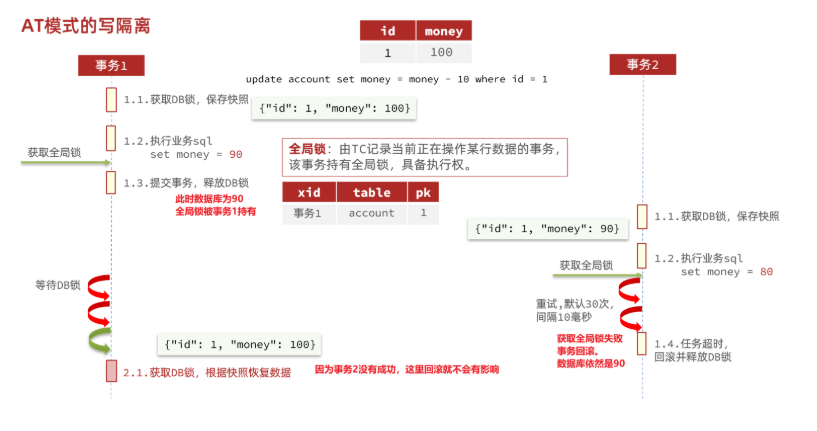 AT模式的写隔离
id money
1 100
事务1
事务2
update account set money = money - 10 where id = 1
1.1.获取DB锁，保存快照
{"id": 1, "money": 100}
1.2.执行业务sql
set money = 90
获取全局锁
全局锁：由TC记录当前正在操作某行数据的事务，
该事务持有全局锁，具备执行权。
1.3.提交事务，释放DB锁
此时数据库为90
全局锁被事务1持有
xid table pk
事务1 account 1
1.1.获取DB锁，保存快照
{"id": 1, "money": 90}
1.2.执行业务sql
set money = 80
获取全局锁
等待DB锁
重试,默认30次，
间隔10毫秒
{"id": 1, "money": 100}
获取全局锁失败
事务回滚。
数据库依然是90
1.4.任务超时，
回滚并释放DB锁
2.1.获取DB锁，根据快照恢复数据
因为事务2没有成功，这里回滚就不会有影响